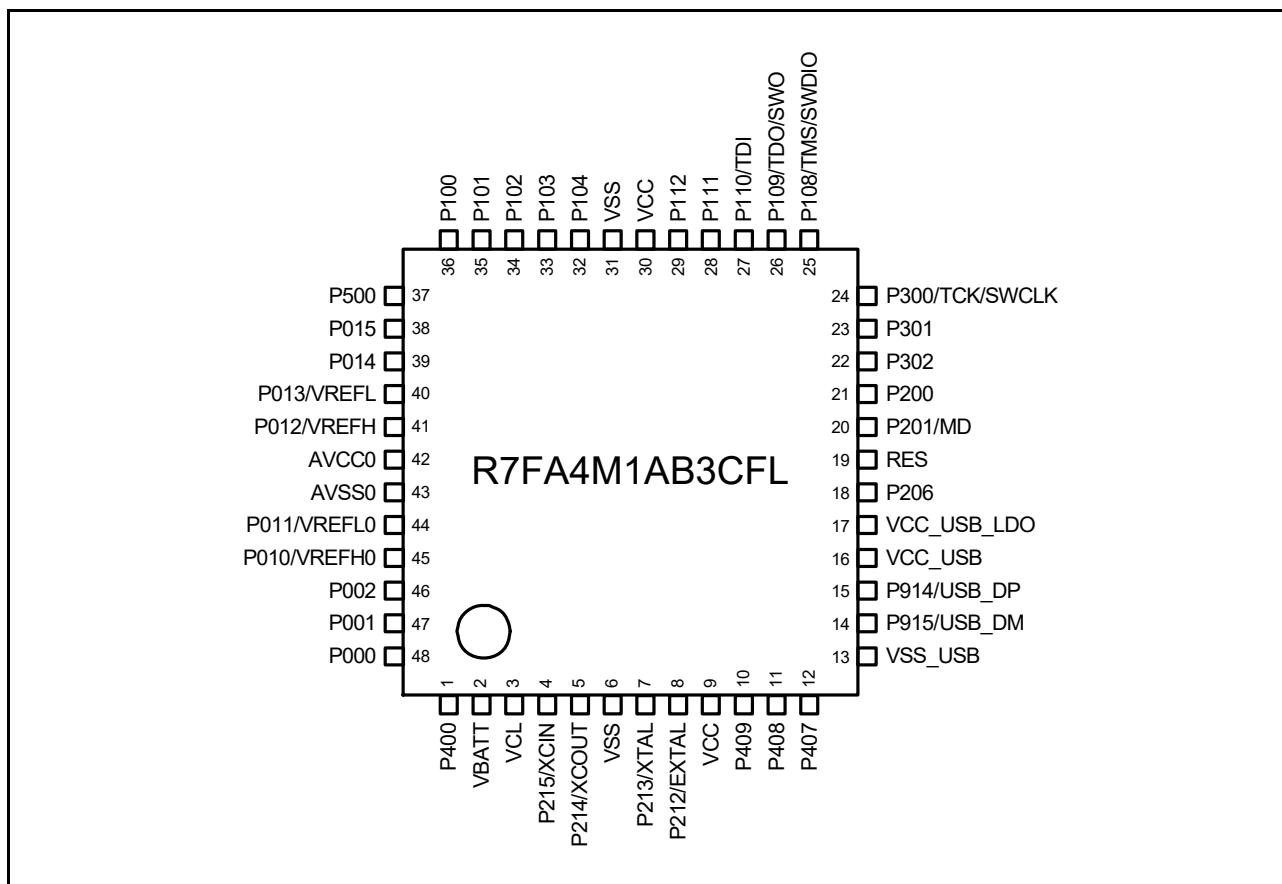 P100
P101
P102
P103
P104
VSS
VCC
P112
P111
P110/TDI
P109/TDO/SWO
P108/TMS/SWDIO
36
35
34
33
32
31
30
29
28
27
26
25
P500 37
P015 38
P014 39
P013/VREFL 40
P012/VREFH 41
AVCC0 42
AVSS0 43
P011/VREFL0 44
P010/VREFH0 45
P002 46
P001 47
P000 48
R7FA4M1AB3CFL
24 P300/TCK/SWCLK
23 P301
22 P302
21 P200
20 P201/MD
19 RES
18 P206
17 VCC_USB_LDO
16 VCC_USB
15 P914/USB_DP
14 P915/USB_DM
13 VSS_USB
1
2
3
4
5
6
7
8
9
10
11
12
P400
VBATT
VCL
P215/XCIN
P214/XCOUT
VSS
P213/XTAL
P212/EXTAL
VCC
P409
P408
P407